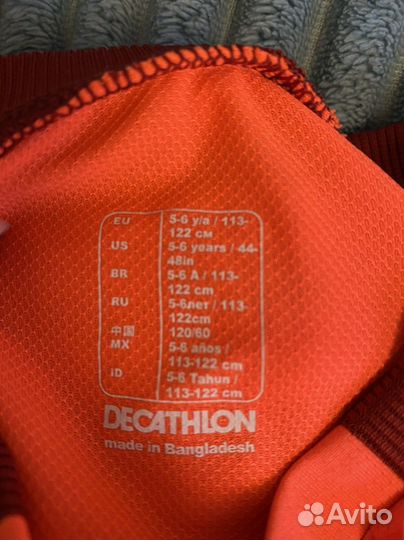 EU 5-6 y/a / 113-
122 см
US 5-6 years / 44-
48in
BR 5-6 A / 113-
122 cm
RU 5-6лет / 113-
122cm
中国 120/60
MX 5-6 años /
113-122 cm
ID 5-6 Tahun /
113-122 cm
DECATHLON
made in Bangladesh
Avito